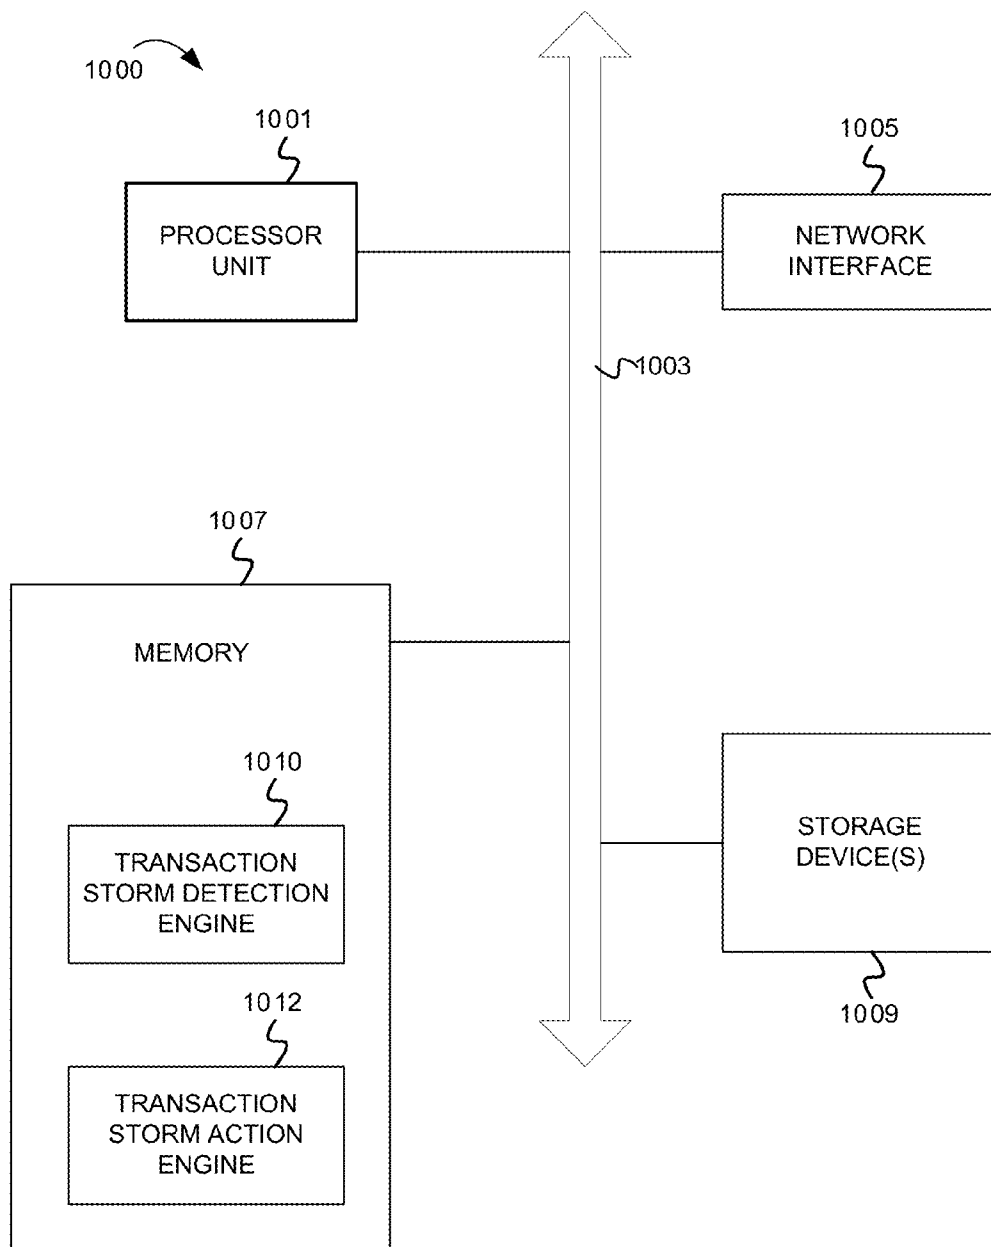 1000
1001
PROCESSOR
UNIT
1005
NETWORK
INTERFACE
1003
1007
MEMORY
1010
TRANSACTION
STORM DETECTION
ENGINE
1012
TRANSACTION
STORM ACTION
ENGINE
STORAGE
DEVICE(S)
1009